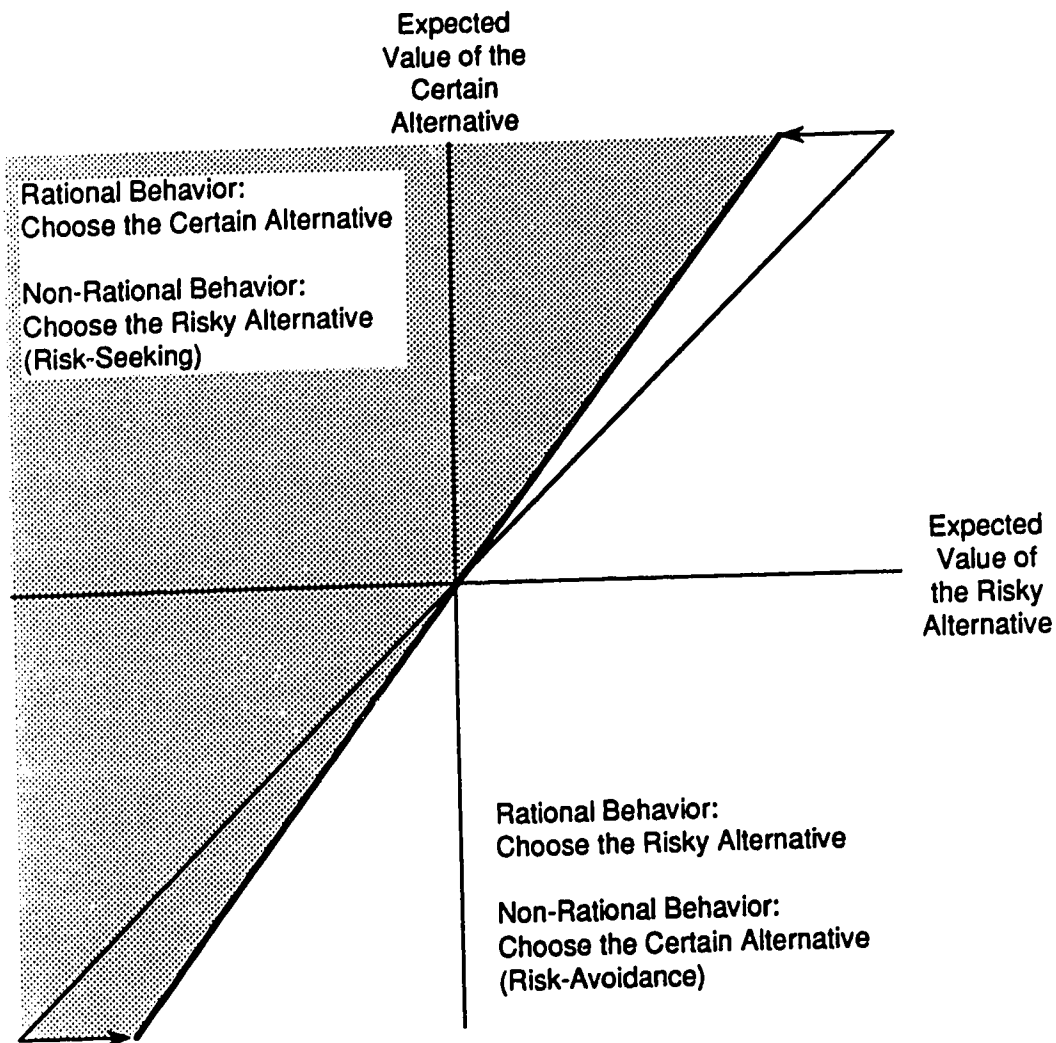 Expected
Value of the
Certain
Alternative
Rational Behavior:
Choose the Certain Alternative
Non-Rational Behavior:
Choose the Risky Alternative
(Risk-Seeking)
Expected
Value of
the Risky
Alternative
Rational Behavior:
Choose the Risky Alternative
Non-Rational Behavior:
Choose the Certain Alternative
(Risk-Avoidance)